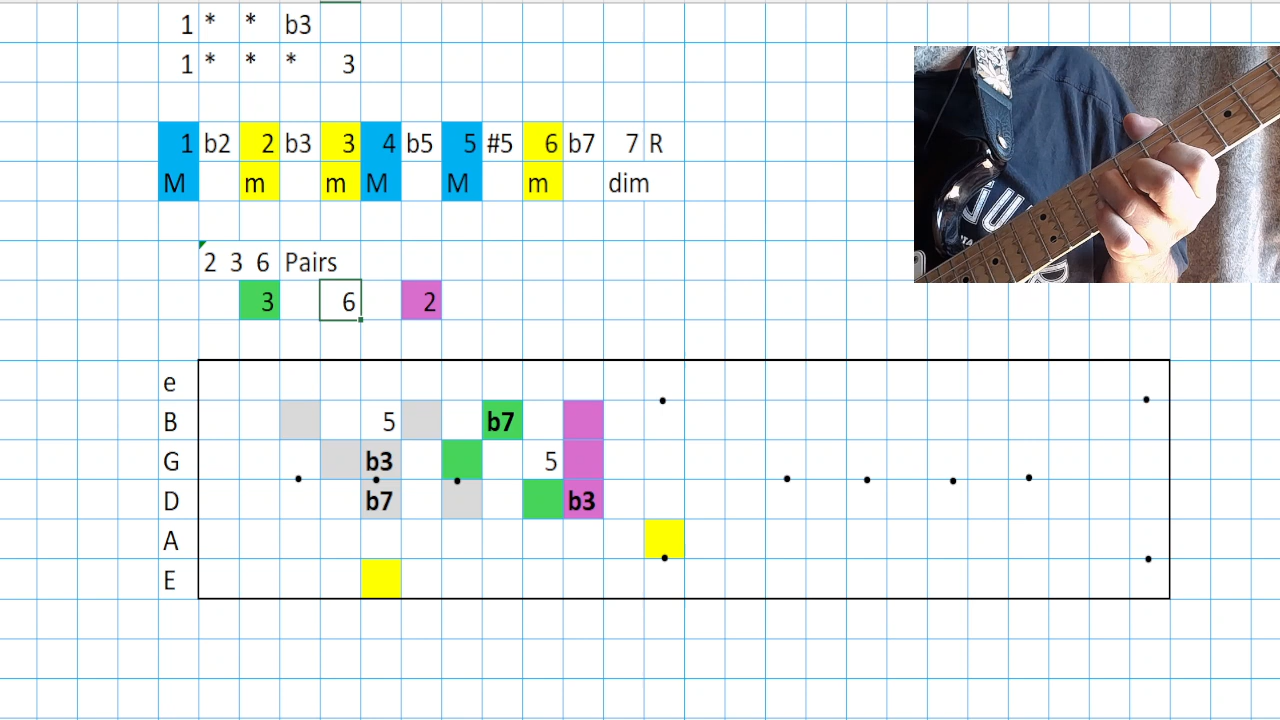 1 * * b3
1 * * * 3
1 b2 2 b3 3 4 b5 5 #5 6 b7 7 R
M m m M M m dim
2 3 6 Pairs
3 6 2
e
B 5 b7
G b3 5
D b7 b3
A
E